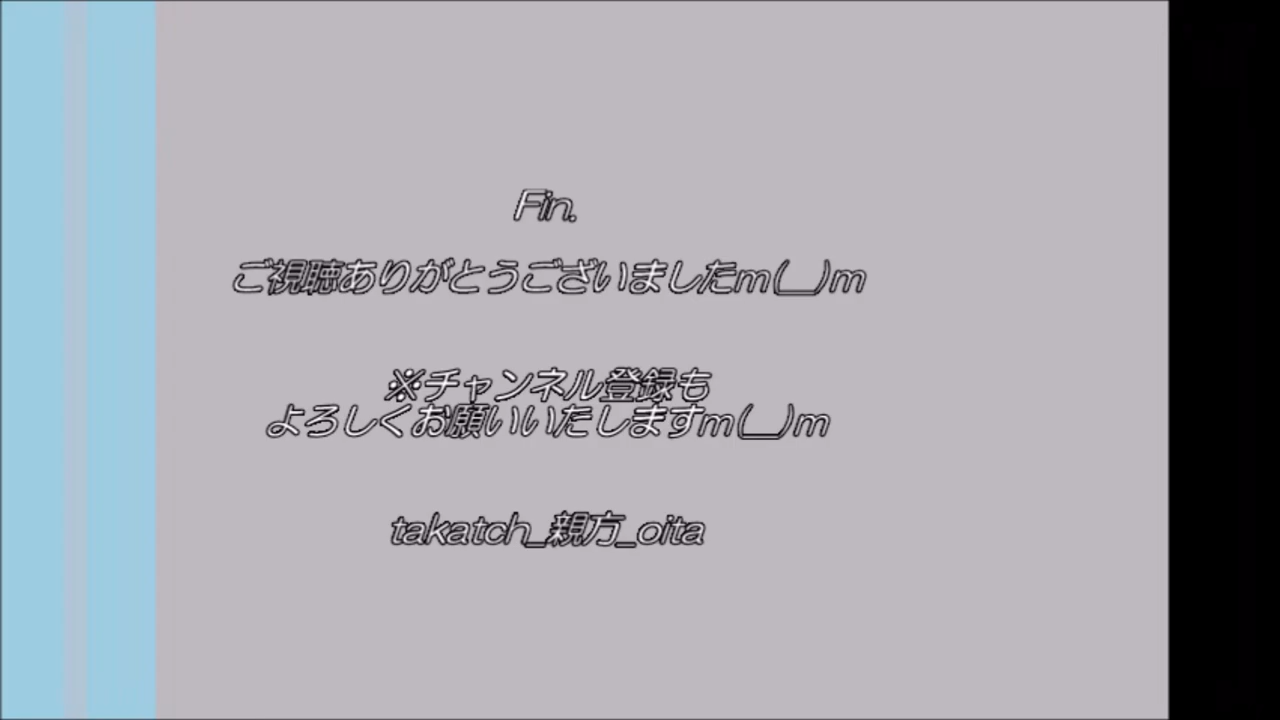 Fin.
ご視聴ありがとうございましたm(__)m
※チャンネル登録も
よろしくお願いいたしますm(__)m
takatch_親方_oita